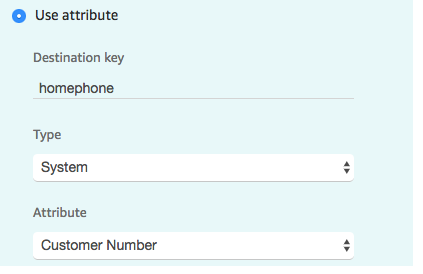 Use attribute
Destination key
homephone
Type
System
Attribute
Customer Number